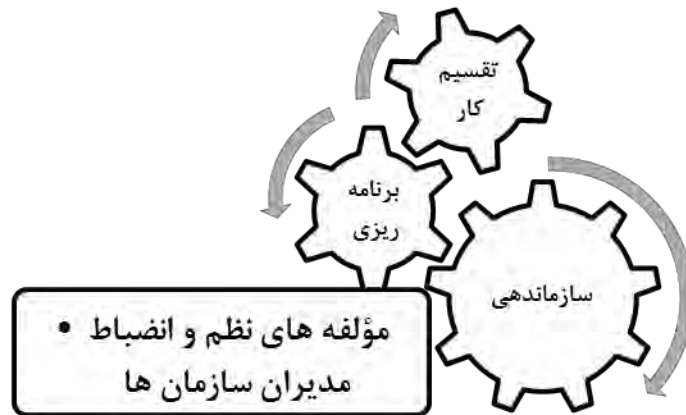 تقسیم
کار
برنامه
ریزی
سازماندهی
• مؤلفه های نظم و انضباط
مدیران سازمان ها